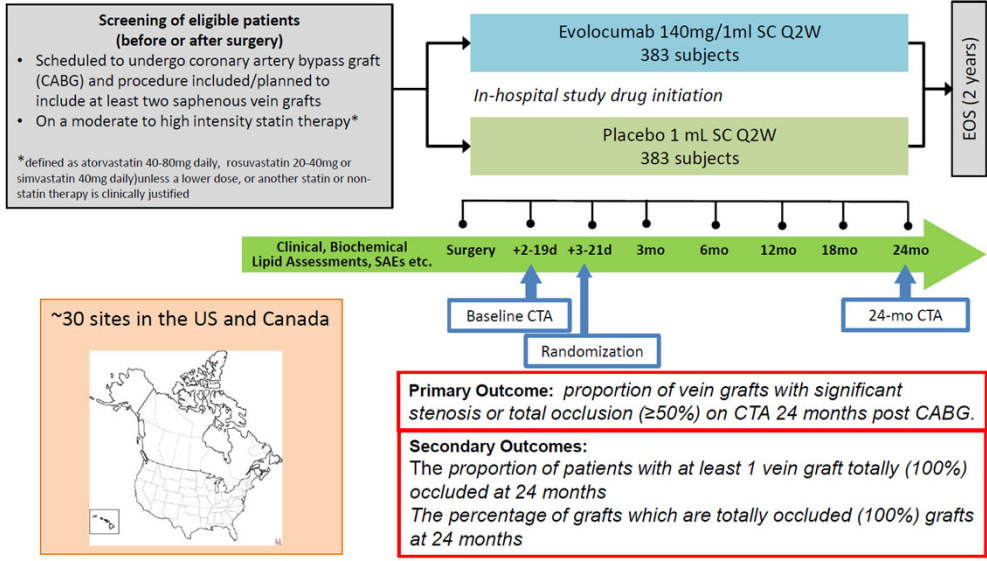 Screening of eligible patients
(before or after surgery)
• Scheduled to undergo coronary artery bypass graft
(CABG) and procedure included/planned to
include at least two saphenous vein grafts
• On a moderate to high intensity statin therapy*
*defined as atorvastatin 40-80mg daily, rosuvastatin 20-40mg or
simvastatin 40mg daily)unless a lower dose, or another statin or non-
statin therapy is clinically justified
Evolocumab 140mg/1ml SC Q2W
383 subjects
In-hospital study drug initiation
Placebo 1 mL SC Q2W
383 subjects
EOS (2 years)
Clinical, Biochemical
Lipid Assessments, SAEs etc.
Surgery
+2-19d
+3-21d
3mo
6mo
12mo
18mo
24mo
Baseline CTA
Randomization
24-mo CTA
~30 sites in the US and Canada
Primary Outcome: proportion of vein grafts with significant
stenosis or total occlusion (≥50%) on CTA 24 months post CABG.
Secondary Outcomes:
The proportion of patients with at least 1 vein graft totally (100%)
occluded at 24 months
The percentage of grafts which are totally occluded (100%) grafts
at 24 months